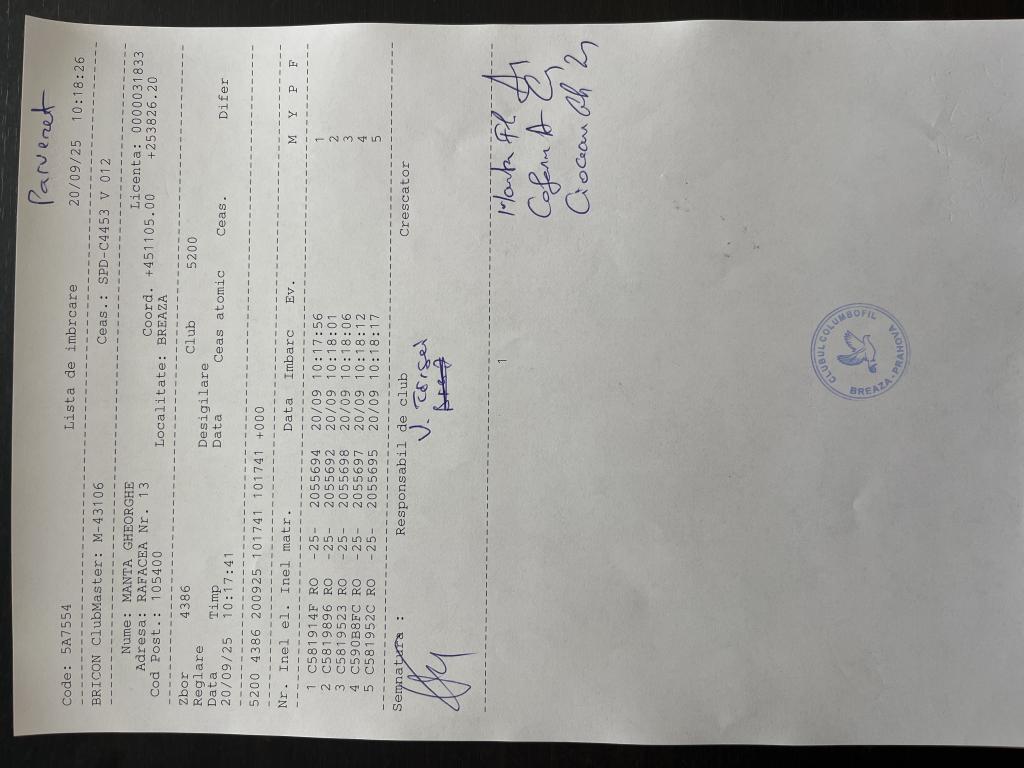 Parvenet
Code: 5A7554 Lista de imbrcare 20/09/25 10:18:26
BRICON ClubMaster: M-43106 Ceas.: SPD-C4453 V 012
Nume: MANTA GHEORGHE Licenta: 0000031833
Adresa: RAFACEA Nr. 13 Coord. +451105.00 +253826.20
Cod Post.: 105400 Localitate: BREAZA
Zbor 4386 Club 5200
Reglare Desigilare
Data Timp Data Ceas atomic Ceas. Difer
20/09/25 10:17:41
5200 4386 200925 101741 101741 +000
Nr. Inel el. Inel matr. Data Imbarc Ev. M Y P F
1 C581914F RO -25- 2055694 20/09 10:17:56 1
2 C5819896 RO -25- 2055692 20/09 10:18:01 2
3 C5819523 RO -25- 2055698 20/09 10:18:06 3
4 C590B8FC RO -25- 2055697 20/09 10:18:12 4
5 C581952C RO -25- 2055695 20/09 10:18:17 5
Semnatura : Responsabil de club Crescator
1
CLUBUL COLUMBOFIL
BREAZA - PRAHOVA